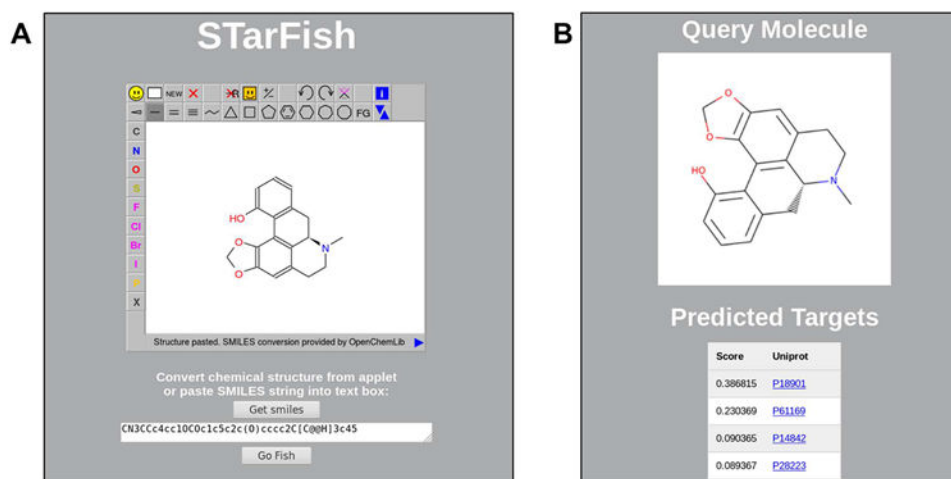 A
STarFish
NEW
R
+/-
i
FG
C
N
O
S
F
Cl
Br
I
P
X
HO
O
O
N
Structure pasted. SMILES conversion provided by OpenChemLib
Convert chemical structure from applet
or paste SMILES string into text box:
Get smiles
CN3CCc4cc1OCOc1c5c2c(O)cccc2C[C@@H]3c45
Go Fish
B
Query Molecule
O
O
HO
N
Predicted Targets
Score Uniprot
0.386815 P18901
0.230369 P61169
0.090365 P14842
0.089367 P28223